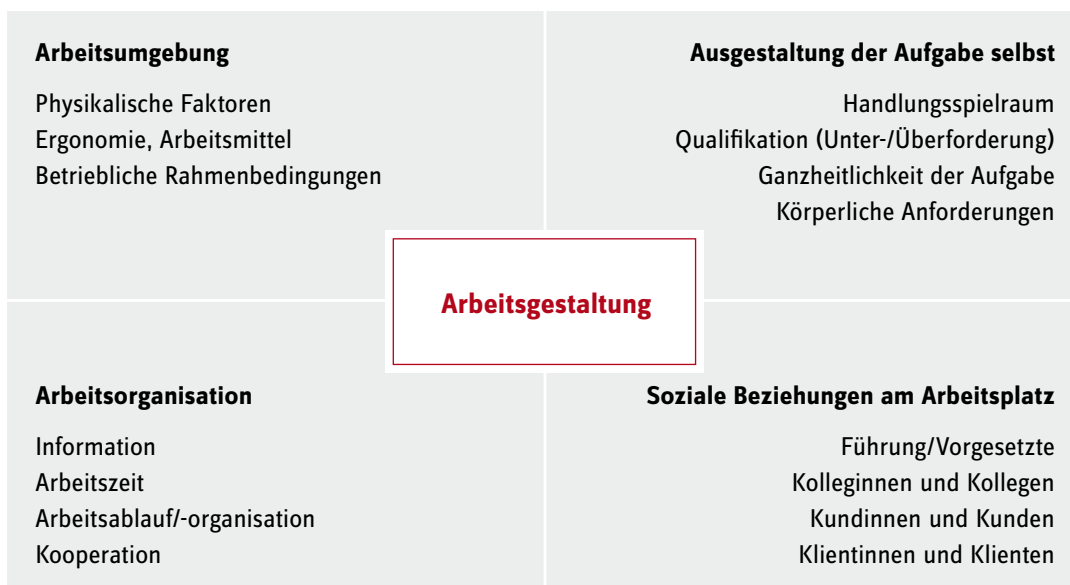 Arbeitsumgebung
Physikalische Faktoren
Ergonomie, Arbeitsmittel
Betriebliche Rahmenbedingungen
Ausgestaltung der Aufgabe selbst
Handlungsspielraum
Qualifikation (Unter-/Überforderung)
Ganzheitlichkeit der Aufgabe
Körperliche Anforderungen
Arbeitsgestaltung
Arbeitsorganisation
Information
Arbeitszeit
Arbeitsablauf/-organisation
Kooperation
Soziale Beziehungen am Arbeitsplatz
Führung/Vorgesetzte
Kolleginnen und Kollegen
Kundinnen und Kunden
Klientinnen und Klienten